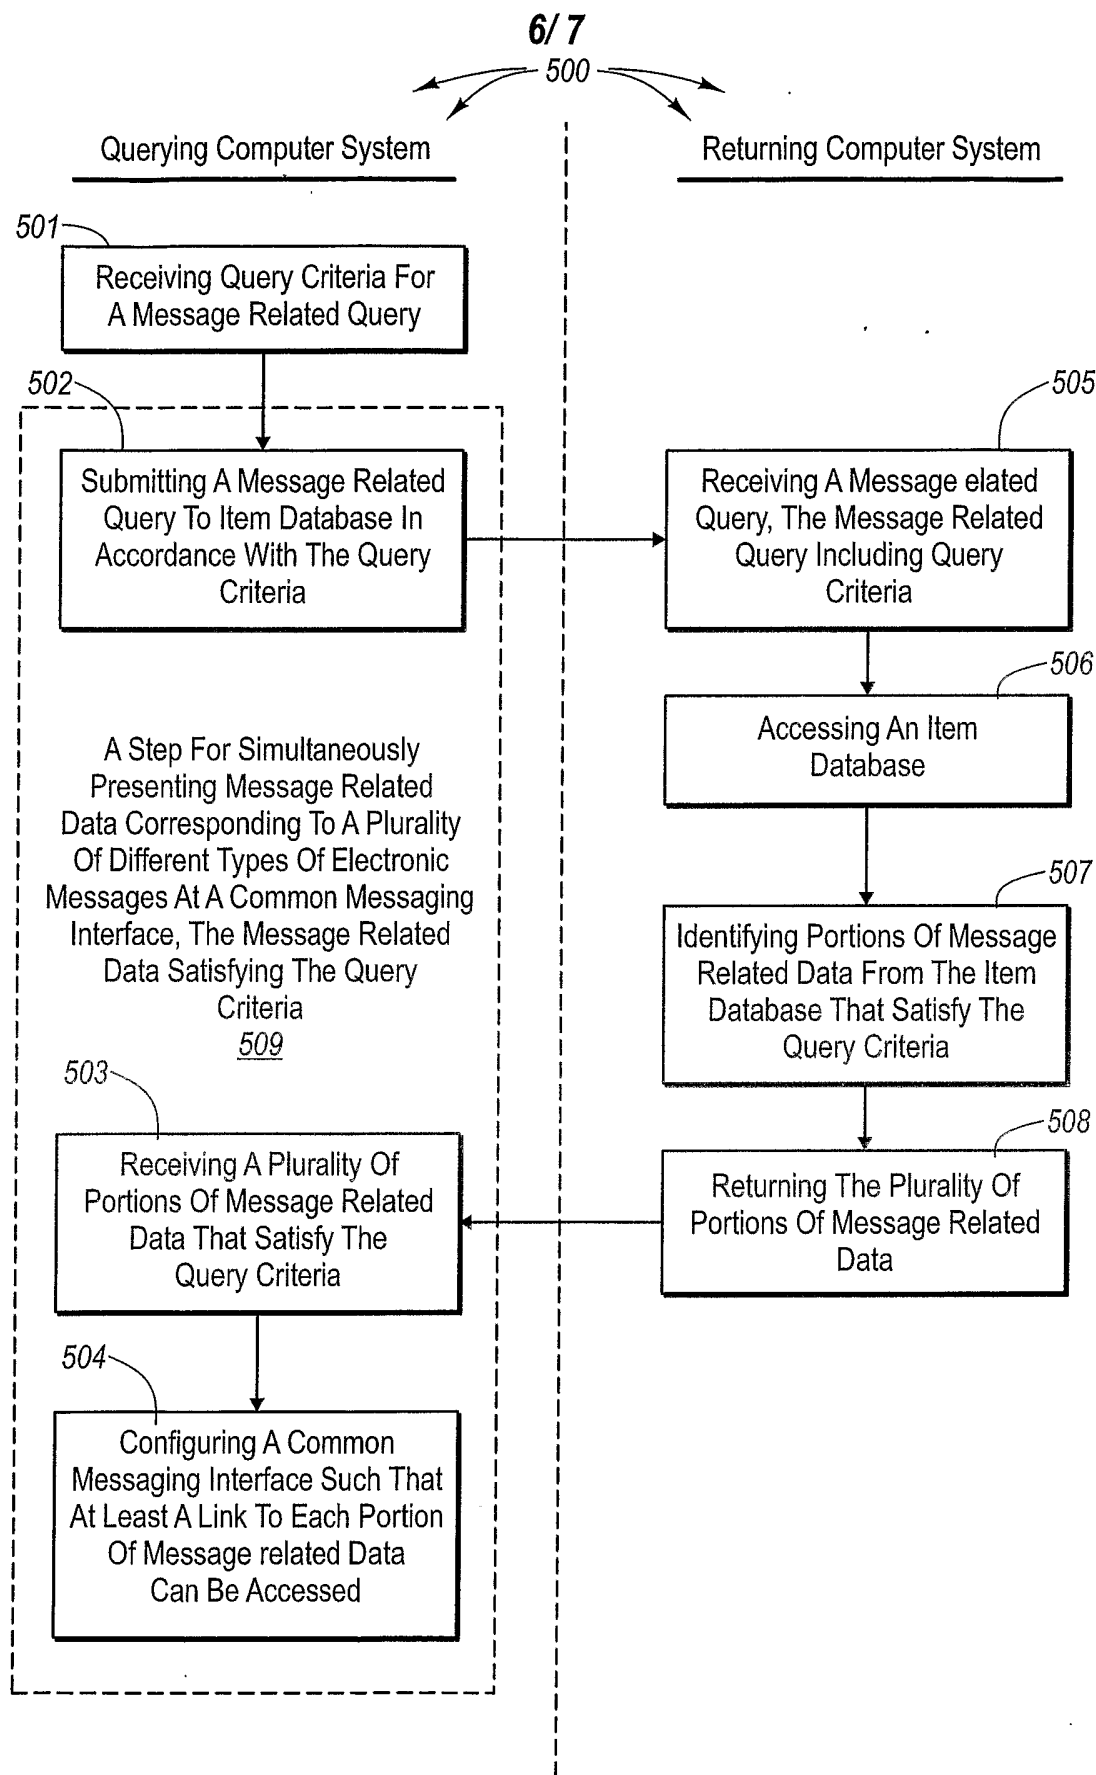 6/ 7
500
Querying Computer System
Returning Computer System
501
Receiving Query Criteria For
A Message Related Query
502
Submitting A Message Related
Query To Item Database In
Accordance With The Query
Criteria
505
Receiving A Message elated
Query, The Message Related
Query Including Query
Criteria
506
Accessing An Item
Database
A Step For Simultaneously
Presenting Message Related
Data Corresponding To A Plurality
Of Different Types Of Electronic
Messages At A Common Messaging
Interface, The Message Related
Data Satisfying The Query
Criteria
509
507
Identifying Portions Of Message
Related Data From The Item
Database That Satisfy The
Query Criteria
503
Receiving A Plurality Of
Portions Of Message Related
Data That Satisfy The
Query Criteria
508
Returning The Plurality Of
Portions Of Message Related
Data
504
Configuring A Common
Messaging Interface Such That
At Least A Link To Each Portion
Of Message related Data
Can Be Accessed